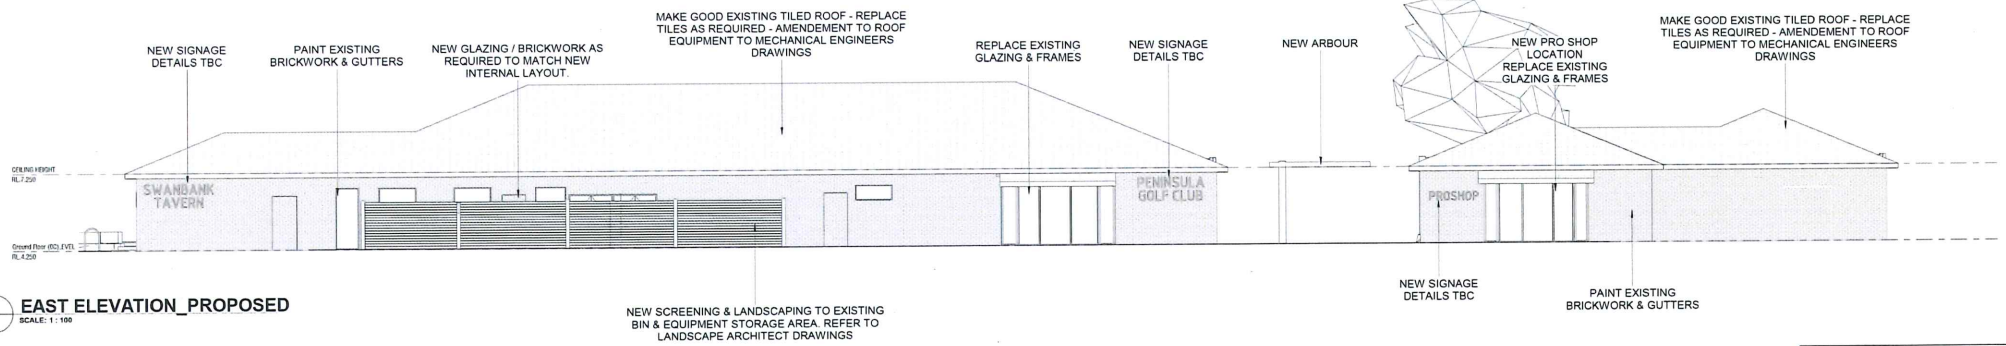 MAKE GOOD EXISTING TILED ROOF - REPLACE
TILES AS REQUIRED - AMENDEMENT TO ROOF
EQUIPMENT TO MECHANICAL ENGINEERS
DRAWINGS
MAKE GOOD EXISTING TILED ROOF - REPLACE
TILES AS REQUIRED - AMENDEMENT TO ROOF
EQUIPMENT TO MECHANICAL ENGINEERS
DRAWINGS
NEW SIGNAGE
DETAILS TBC
PAINT EXISTING
BRICKWORK & GUTTERS
NEW GLAZING / BRICKWORK AS
REQUIRED TO MATCH NEW
INTERNAL LAYOUT.
REPLACE EXISTING
GLAZING & FRAMES
NEW SIGNAGE
DETAILS TBC
NEW ARBOUR
NEW PRO SHOP
LOCATION
REPLACE EXISTING
GLAZING & FRAMES
CEILING HEIGHT
RL.7.250
SWANBANK
TAVERN
PENINSULA
GOLF CLUB
PROSHOP
Ground Floor (GC) LEVEL
RL.4.250
NEW SIGNAGE
DETAILS TBC
PAINT EXISTING
BRICKWORK & GUTTERS
EAST ELEVATION_PROPOSED
SCALE: 1 : 100
NEW SCREENING & LANDSCAPING TO EXISTING
BIN & EQUIPMENT STORAGE AREA. REFER TO
LANDSCAPE ARCHITECT DRAWINGS